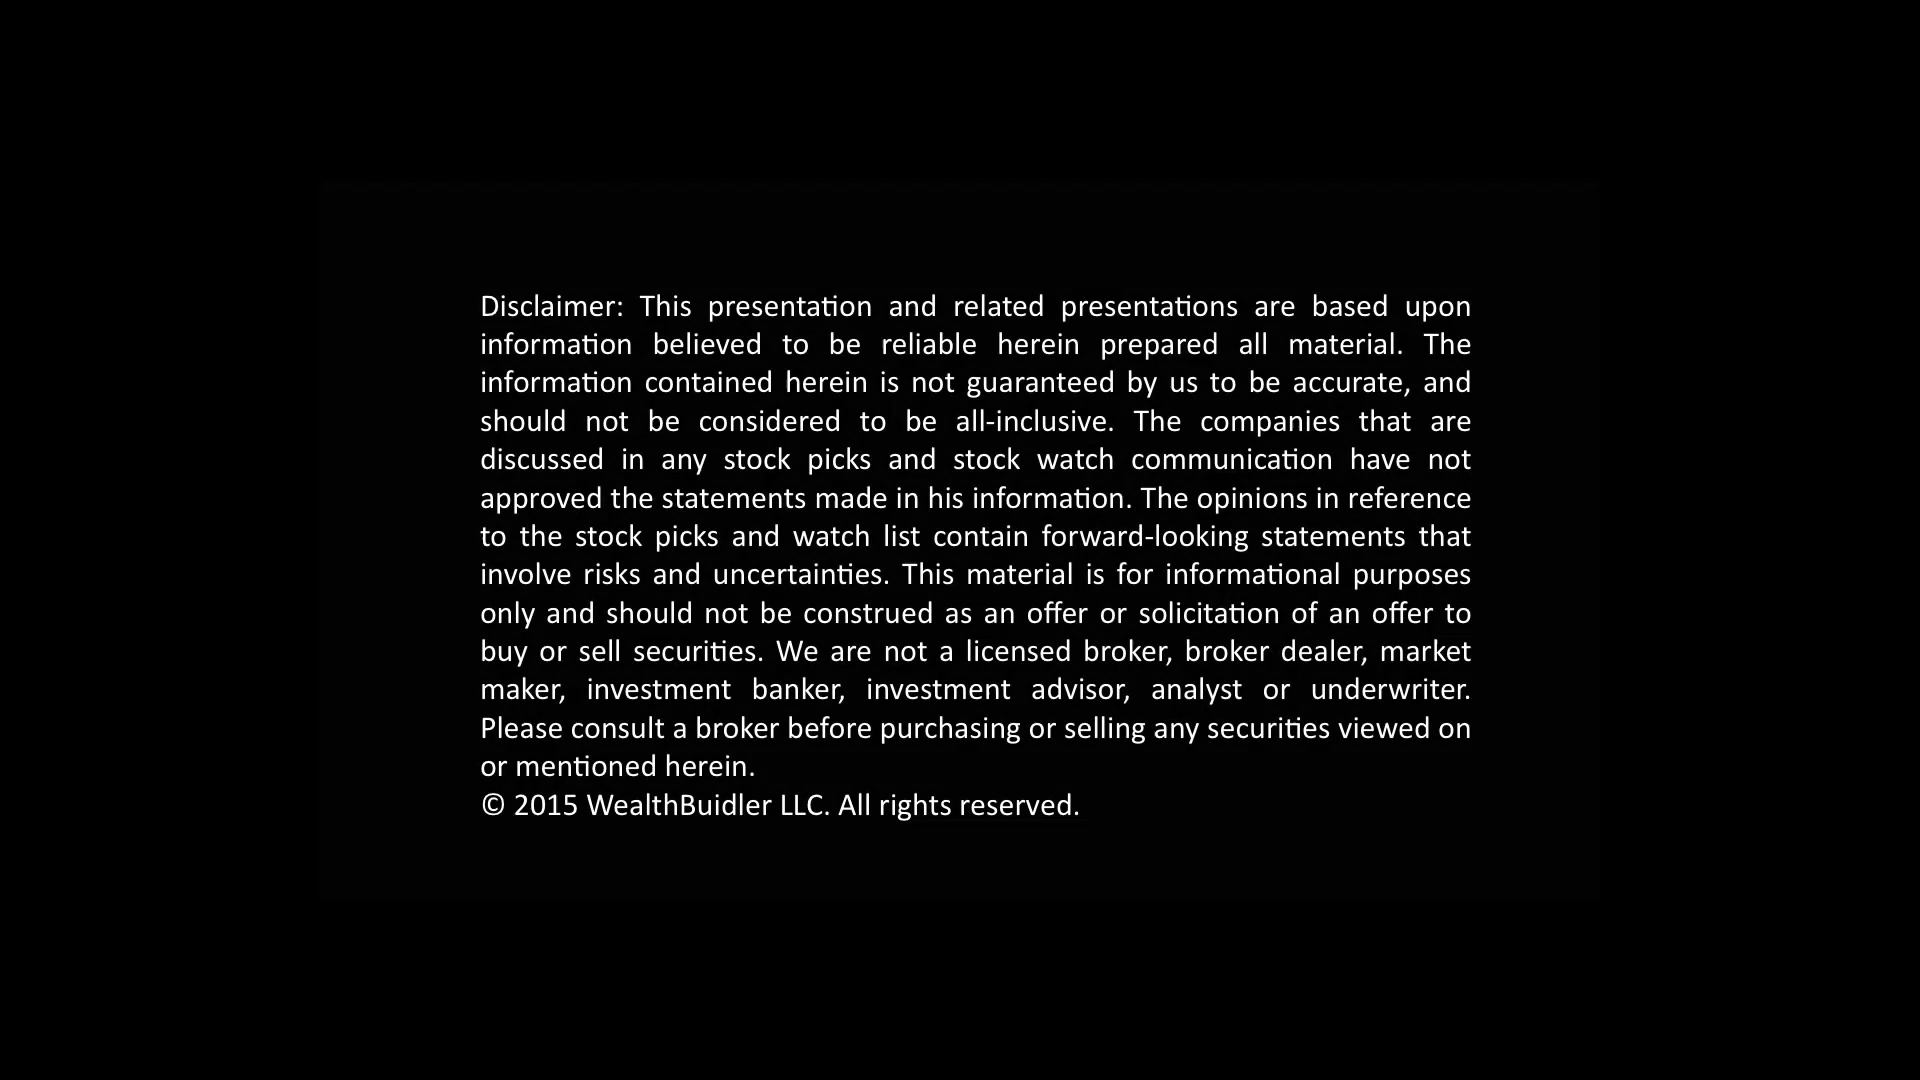 Disclaimer: This presentation and related presentations are based upon
information believed to be reliable herein prepared all material. The
information contained herein is not guaranteed by us to be accurate, and
should not be considered to be all-inclusive. The companies that are
discussed in any stock picks and stock watch communication have not
approved the statements made in his information. The opinions in reference
to the stock picks and watch list contain forward-looking statements that
involve risks and uncertainties. This material is for informational purposes
only and should not be construed as an offer or solicitation of an offer to
buy or sell securities. We are not a licensed broker, broker dealer, market
maker, investment banker, investment advisor, analyst or underwriter.
Please consult a broker before purchasing or selling any securities viewed on
or mentioned herein.
© 2015 WealthBuidler LLC. All rights reserved.